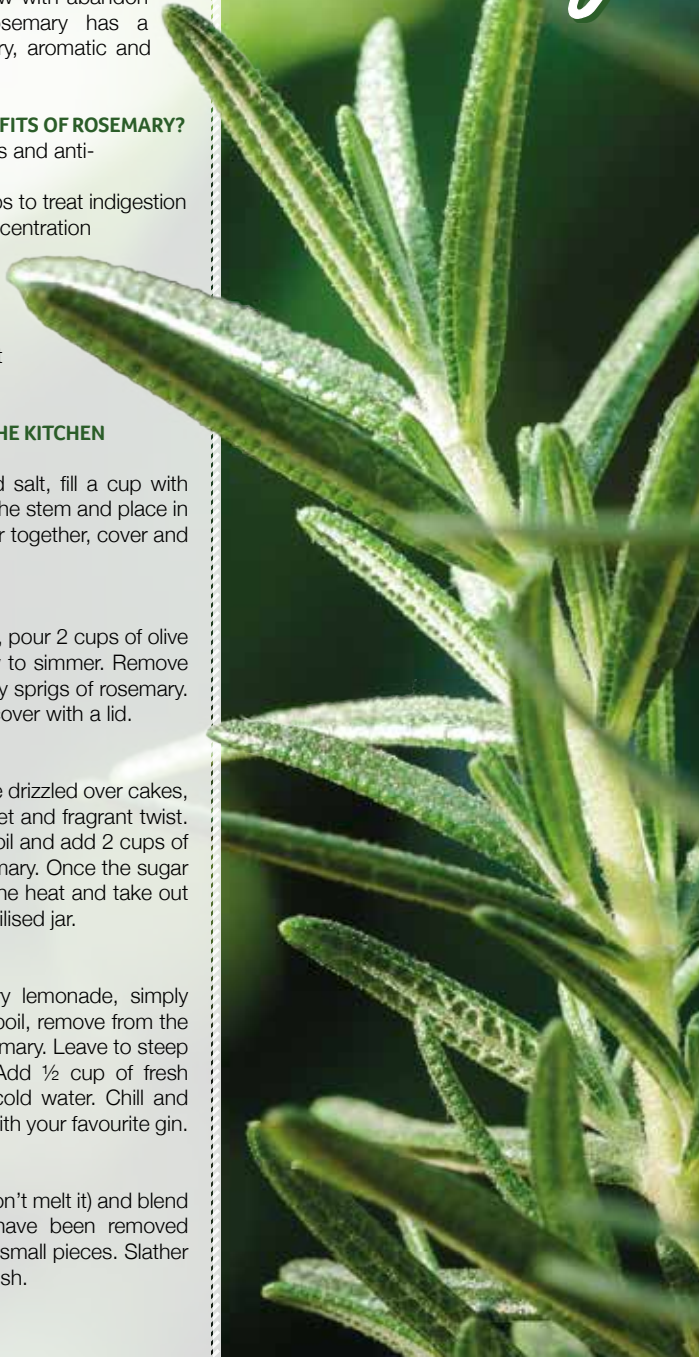 w with abandon
semary has a
ry, aromatic and
FITS OF ROSEMARY?
s and anti-
ps to treat indigestion
centration
t
HE KITCHEN
d salt, fill a cup with
he stem and place in
r together, cover and
, pour 2 cups of olive
to simmer. Remove
y sprigs of rosemary.
over with a lid.
e drizzled over cakes,
et and fragrant twist.
oil and add 2 cups of
mary. Once the sugar
ne heat and take out
ilised jar.
y lemonade, simply
boil, remove from the
mary. Leave to steep
Add ½ cup of fresh
cold water. Chill and
ith your favourite gin.
on't melt it) and blend
have been removed
small pieces. Slather
sh.